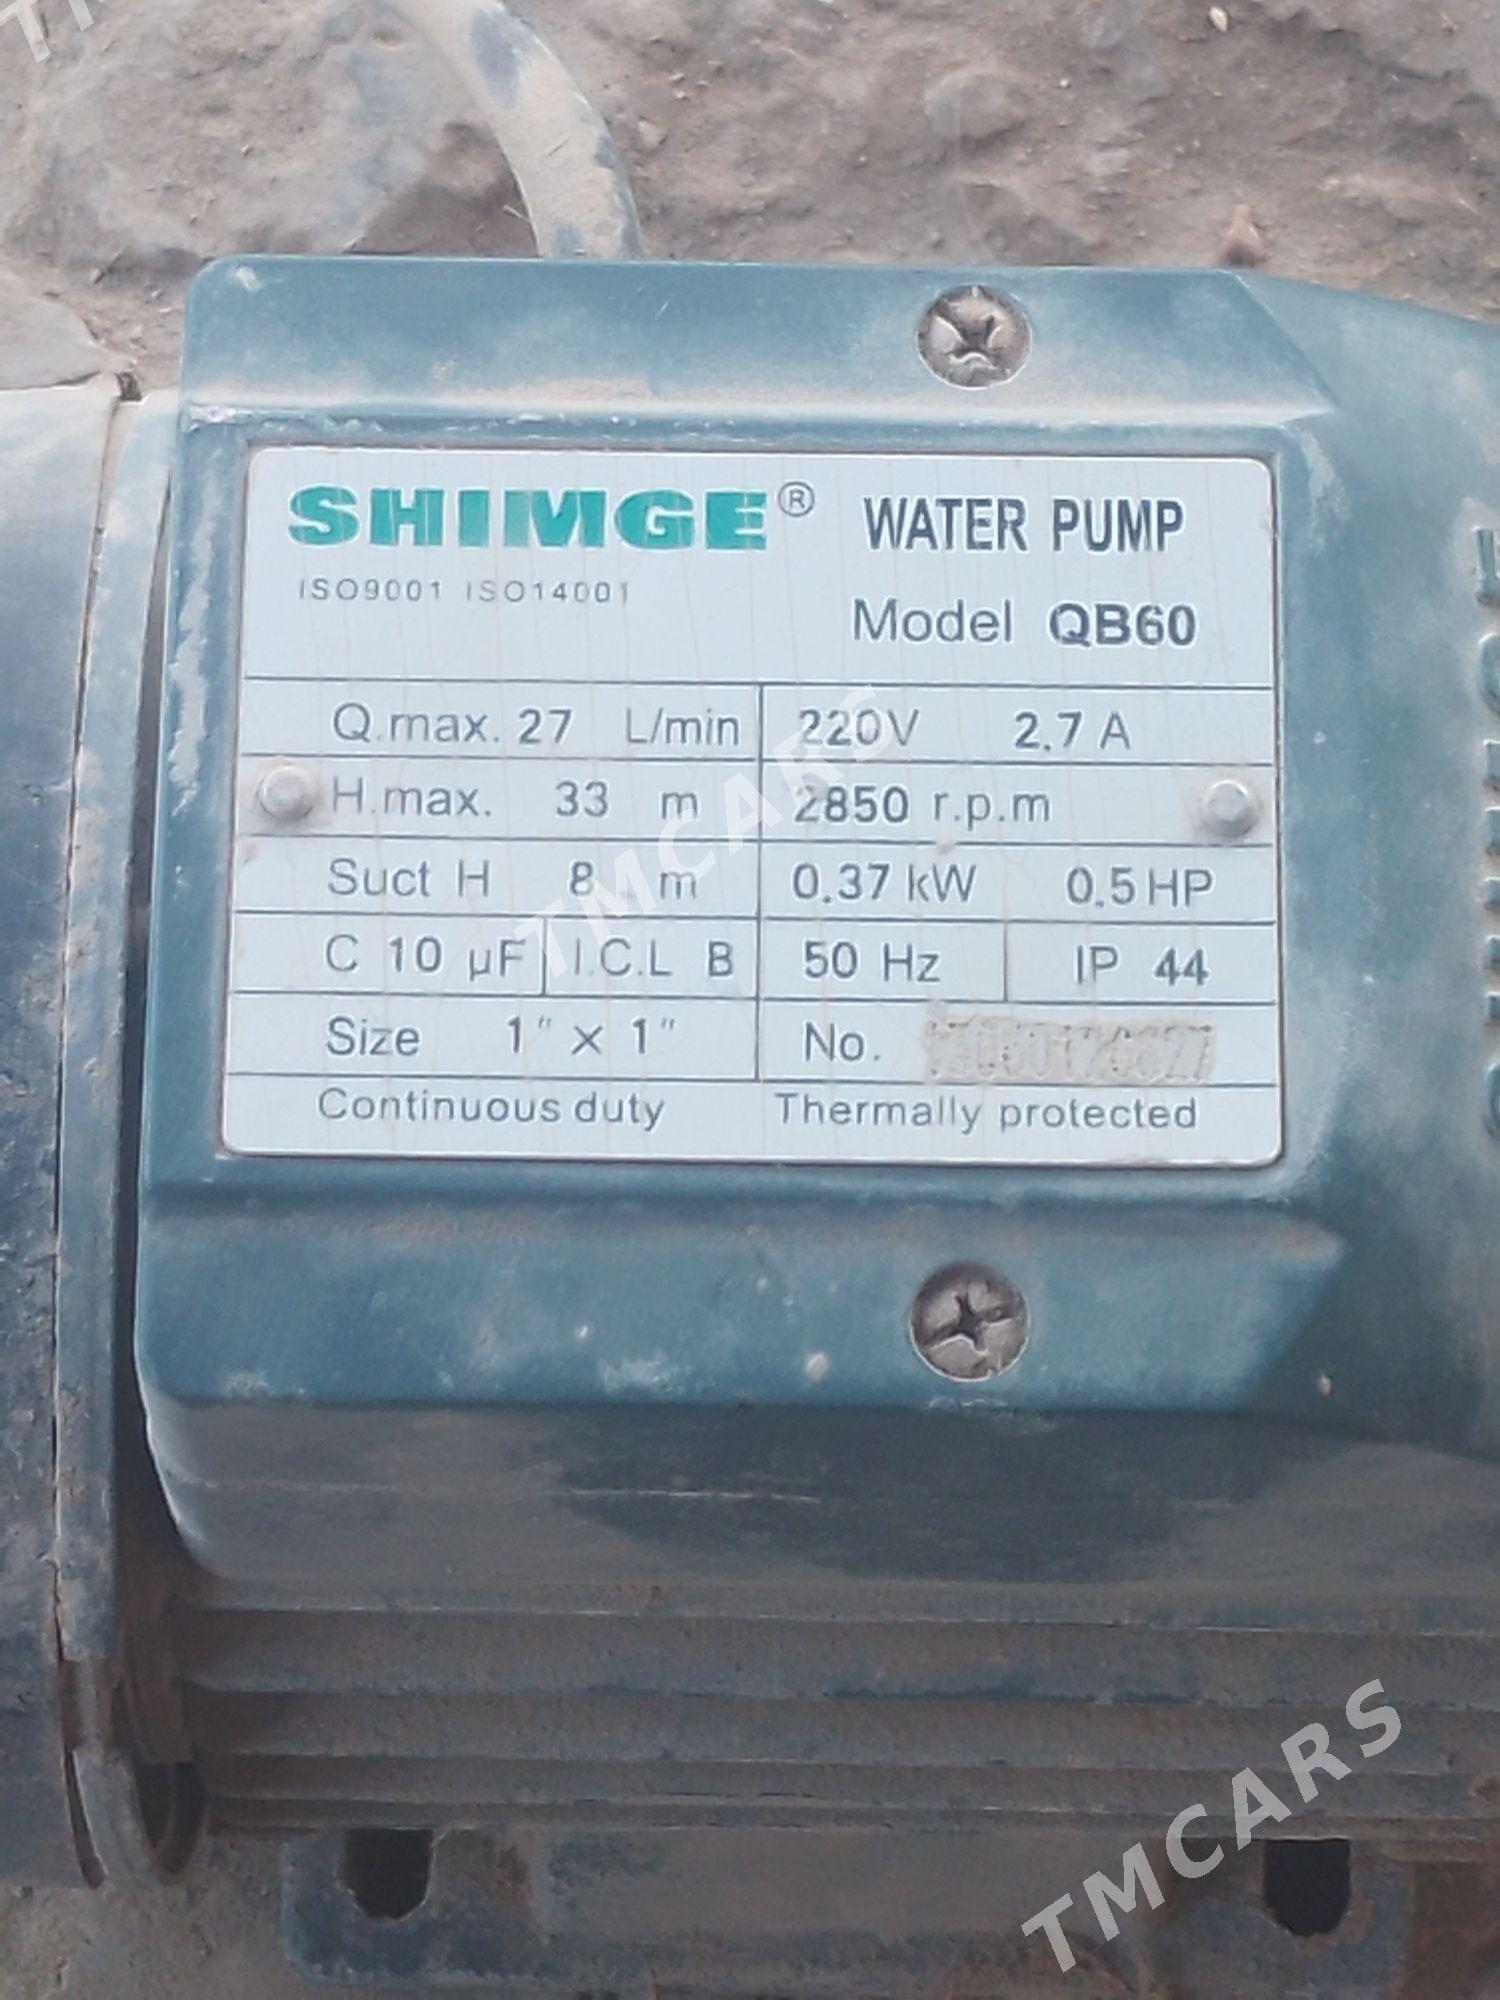 SHIMGE® WATER PUMP
ISO9001 ISO14001
Model QB60
Q.max. 27 L/min 220V 2.7 A
H.max. 33 m 2850 r.p.m
Suct H 8 m 0.37 kW 0.5 HP
C 10 µF I.C.L B 50 Hz IP 44
Size 1" × 1" No.
Continuous duty Thermally protected
TMCARS
TMCARS